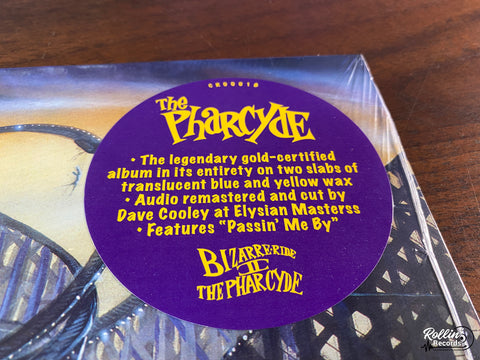 CR00018
The
PHARCYDE
• The legendary gold-certified
album in its entirety on two slabs of
translucent blue and yellow wax
• Audio remastered and cut by
Dave Cooley at Elysian Masterss
• Features "Passin' Me By"
BIZARRE RIDE
II
THE PHARCYDE
Rollin'
Records